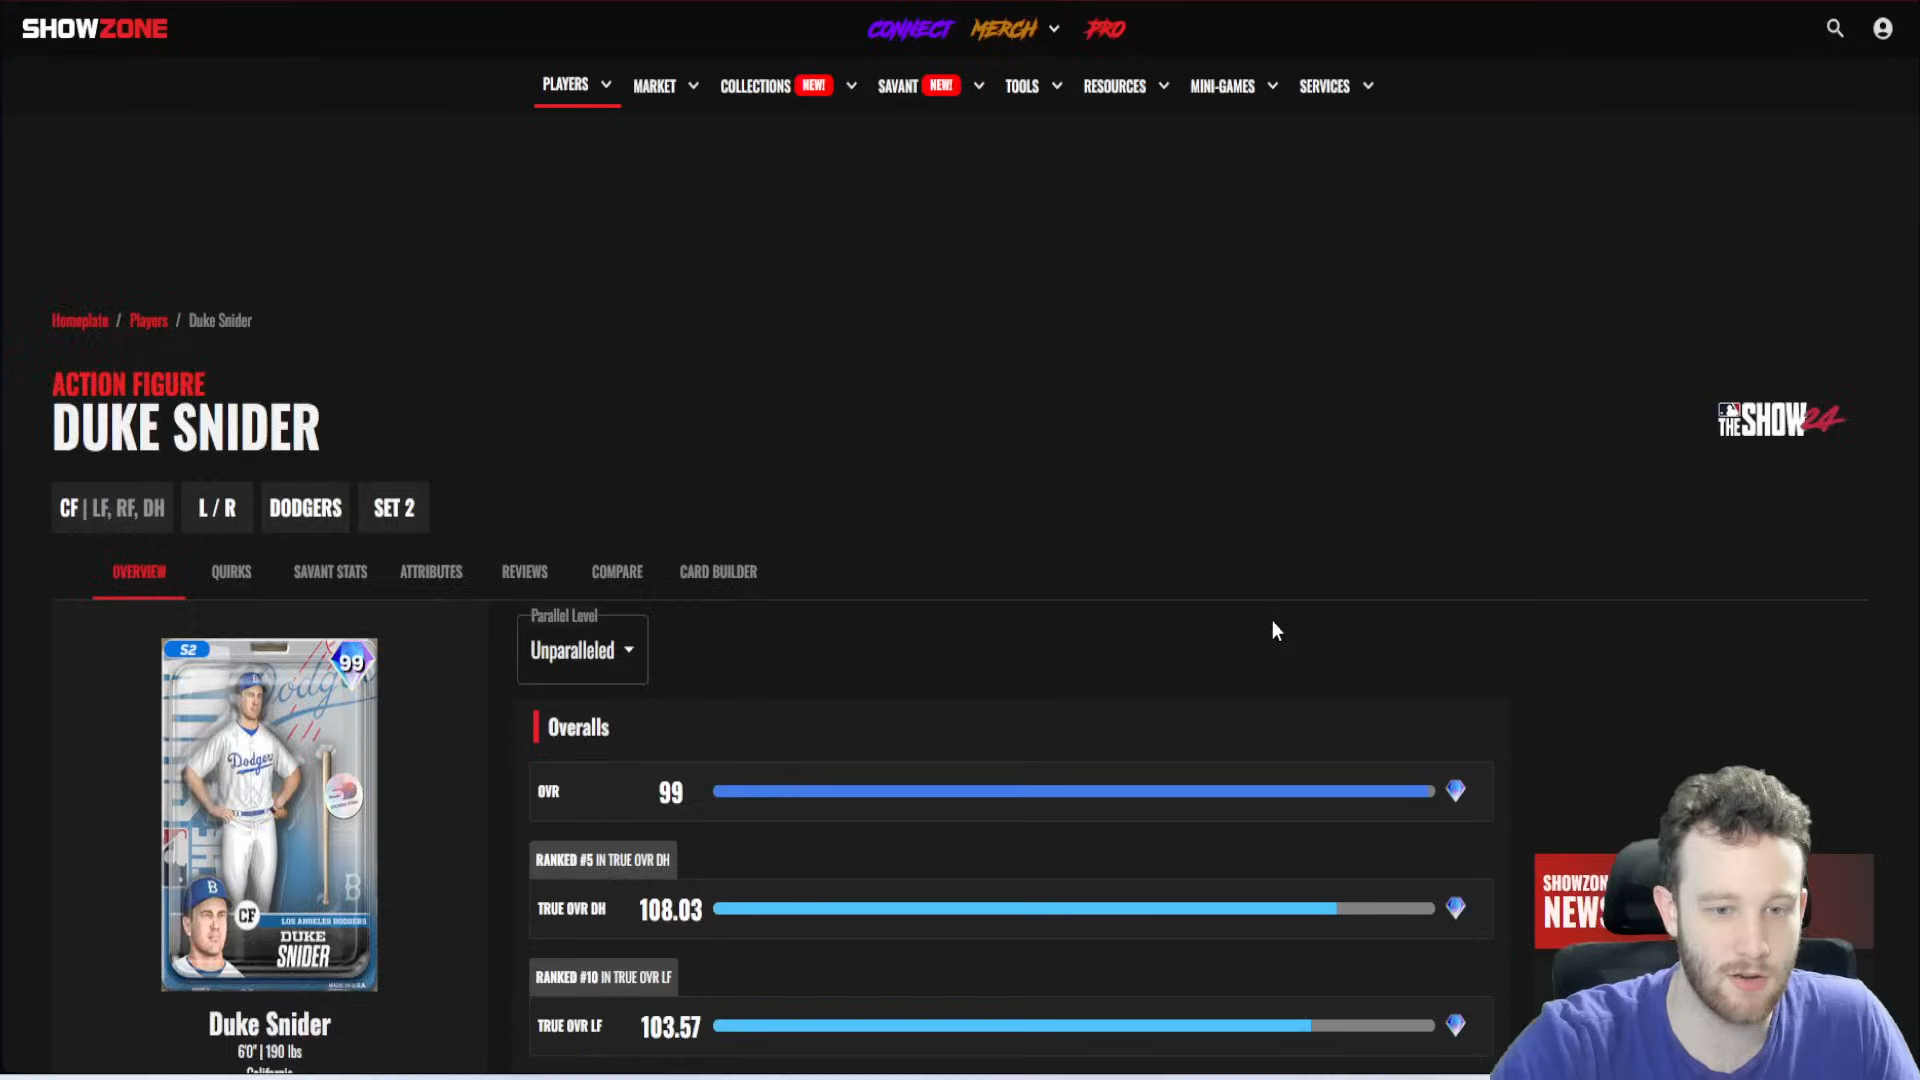 SHOWZONE
CONNECT MERCH PRO
PLAYERS MARKET COLLECTIONS NEW! SAVANT NEW! TOOLS RESOURCES MINI-GAMES SERVICES
Homeplate / Players / Duke Snider
ACTION FIGURE
DUKE SNIDER
THE SHOW 24
CF | LF, RF, DH L / R DODGERS SET 2
OVERVIEW QUIRKS SAVANT STATS ATTRIBUTES REVIEWS COMPARE CARD BUILDER
Parallel Level
Unparalleled
S2
99
Dodgers
CF
LOS ANGELES DODGERS
DUKE
SNIDER
Duke Snider
6'0" | 190 lbs
California
Overalls
OVR 99
RANKED #5 IN TRUE OVR DH
TRUE OVR DH 108.03
RANKED #10 IN TRUE OVR LF
TRUE OVR LF 103.57